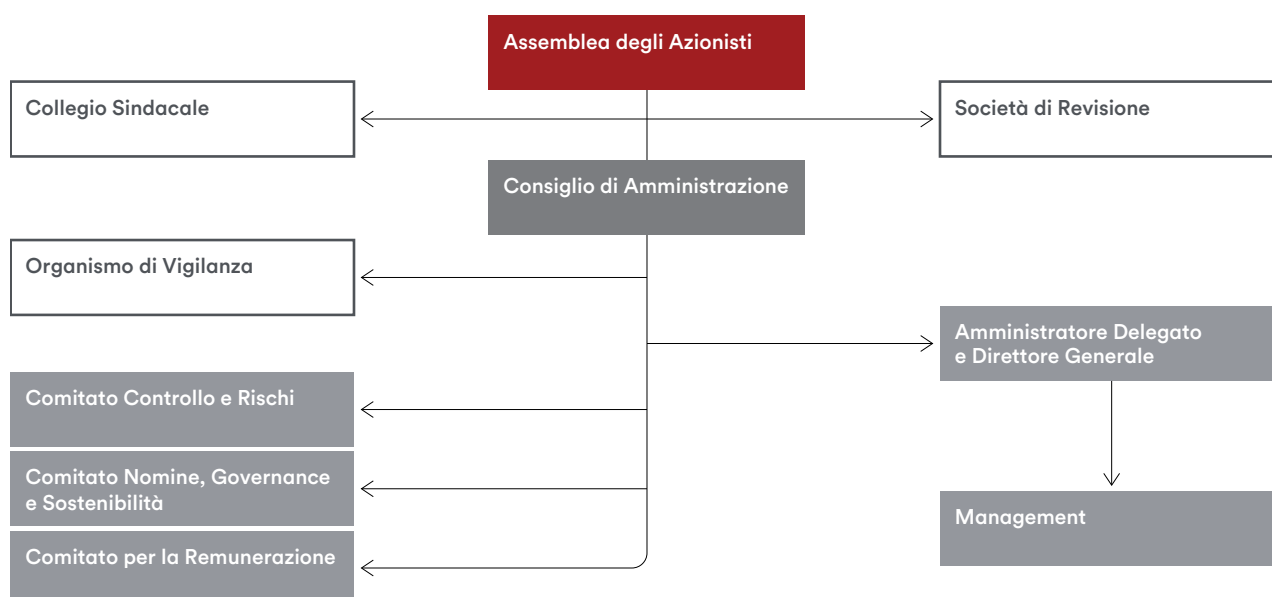 Assemblea degli Azionisti
Collegio Sindacale
Società di Revisione
Consiglio di Amministrazione
Organismo di Vigilanza
Amministratore Delegato
e Direttore Generale
Comitato Controllo e Rischi
Comitato Nomine, Governance
e Sostenibilità
Management
Comitato per la Remunerazione